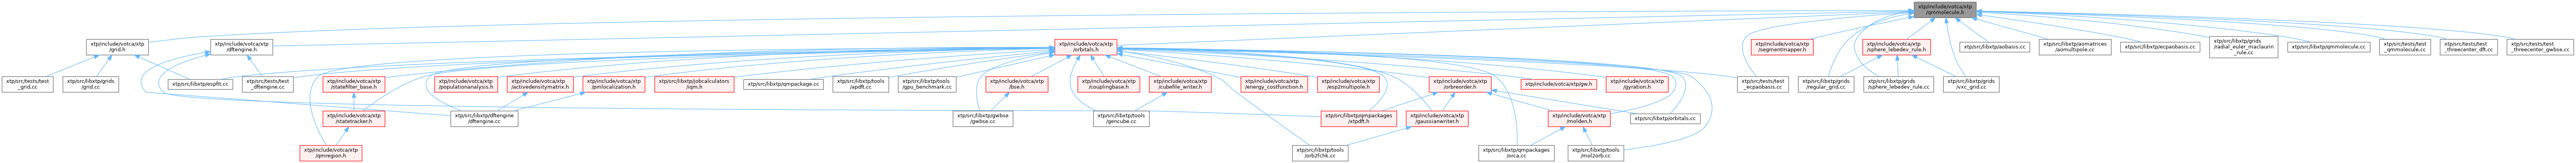 xtp/include/votca/xtp
/qmmolecule.h
xtp/include/votca/xtp
/grid.h
xtp/include/votca/xtp
/dftengine.h
xtp/include/votca/xtp
/orbitals.h
xtp/include/votca/xtp
/segmentmapper.h
xtp/include/votca/xtp
/sphere_lebedev_rule.h
xtp/src/libxtp/aobasis.cc
xtp/src/libxtp/aomatrices
/aomultipole.cc
xtp/src/libxtp/ecpaobasis.cc
xtp/src/libxtp/grids
/radial_euler_maclaurin
_rule.cc
xtp/src/libxtp/qmmolecule.cc
xtp/src/tests/test
_qmmolecule.cc
xtp/src/tests/test
_threecenter_dft.cc
xtp/src/tests/test
_threecenter_gwbse.cc
xtp/src/tests/test
_grid.cc
xtp/src/libxtp/grids
/grid.cc
xtp/src/libxtp/espfit.cc
xtp/src/tests/test
_dftengine.cc
xtp/include/votca/xtp
/statefilter_base.h
xtp/include/votca/xtp
/populationanalysis.h
xtp/include/votca/xtp
/activedensitymatrix.h
xtp/include/votca/xtp
/pmlocalization.h
xtp/src/libxtp/jobcalculators
/iqm.h
xtp/src/libxtp/qmpackage.cc
xtp/src/libxtp/tools
/apdft.cc
xtp/src/libxtp/tools
/gpu_benchmark.cc
xtp/include/votca/xtp
/bse.h
xtp/include/votca/xtp
/couplingbase.h
xtp/include/votca/xtp
/cubefile_writer.h
xtp/include/votca/xtp
/energy_costfunction.h
xtp/include/votca/xtp
/esp2multipole.h
xtp/include/votca/xtp
/orbreorder.h
xtp/include/votca/xtp/gw.h
xtp/include/votca/xtp
/gyration.h
xtp/src/tests/test
_ecpaobasis.cc
xtp/src/libxtp/grids
/regular_grid.cc
xtp/src/libxtp/grids
/sphere_lebedev_rule.cc
xtp/src/libxtp/grids
/vxc_grid.cc
xtp/include/votca/xtp
/statetracker.h
xtp/src/libxtp/dftengine
/dftengine.cc
xtp/src/libxtp/gwbse
/gwbse.cc
xtp/src/libxtp/tools
/gencube.cc
xtp/src/libxtp/qmpackages
/xtpdft.h
xtp/include/votca/xtp
/gaussianwriter.h
xtp/include/votca/xtp
/molden.h
xtp/src/libxtp/orbitals.cc
xtp/include/votca/xtp
/qmregion.h
xtp/src/libxtp/tools
/orb2fchk.cc
xtp/src/libxtp/qmpackages
/orca.cc
xtp/src/libxtp/tools
/mol2orb.cc